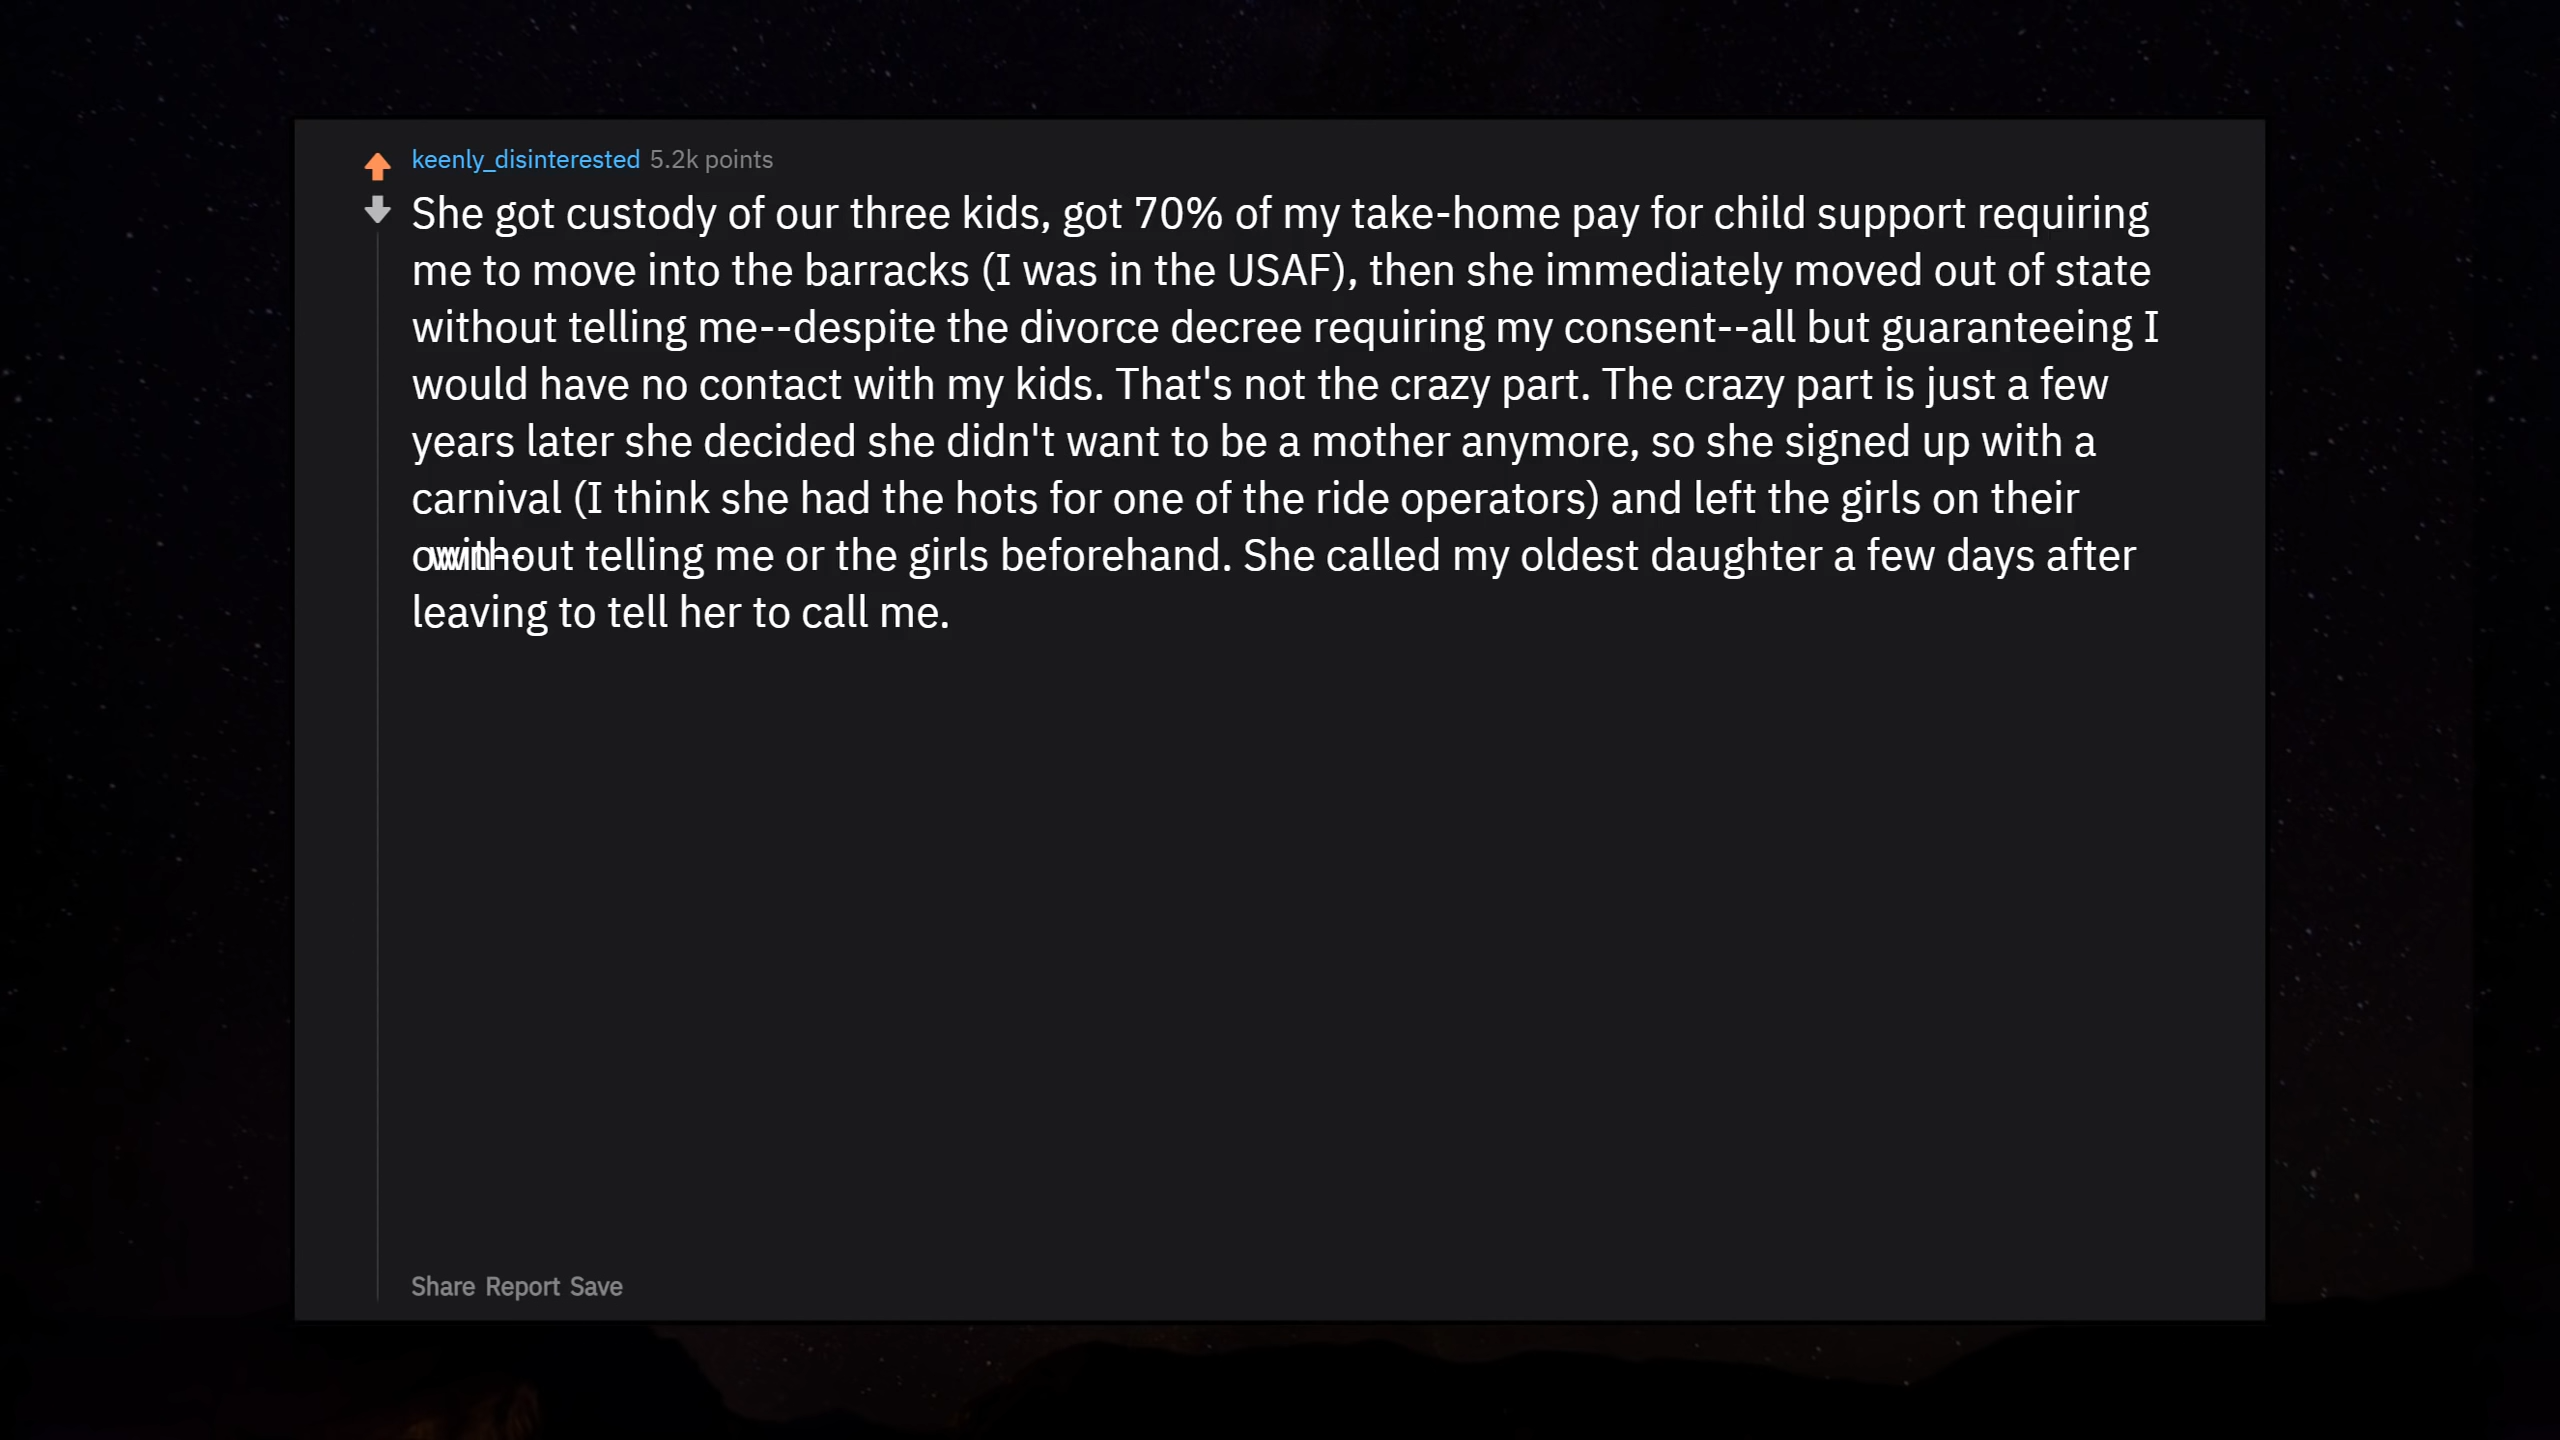 keenly_disinterested 5.2k points
She got custody of our three kids, got 70% of my take-home pay for child support requiring
me to move into the barracks (I was in the USAF), then she immediately moved out of state
without telling me--despite the divorce decree requiring my consent--all but guaranteeing I
would have no contact with my kids. That's not the crazy part. The crazy part is just a few
years later she decided she didn't want to be a mother anymore, so she signed up with a
carnival (I think she had the hots for one of the ride operators) and left the girls on their
own--without telling me or the girls beforehand. She called my oldest daughter a few days after
leaving to tell her to call me.
Share Report Save